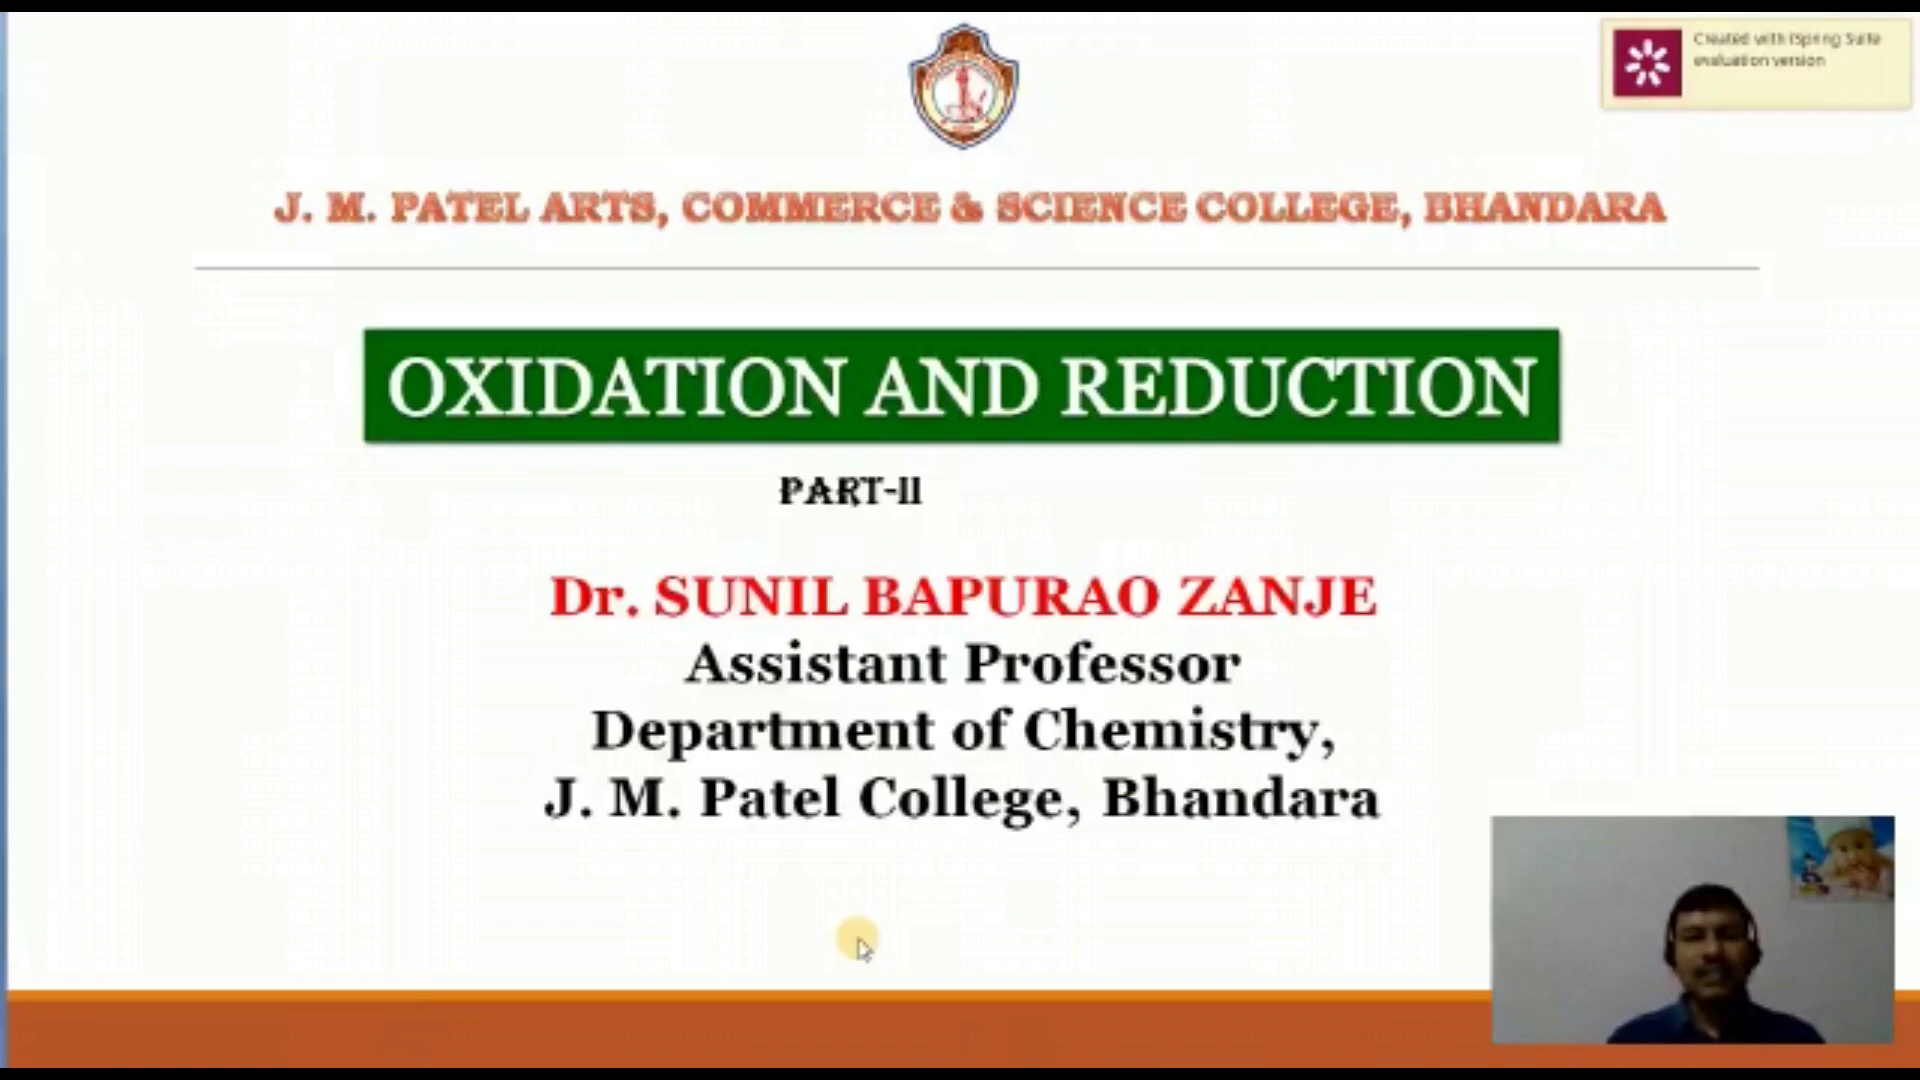 Created with iSpring Suite
evaluation version
J. M. PATEL ARTS, COMMERCE & SCIENCE COLLEGE, BHANDARA
OXIDATION AND REDUCTION
PART-II
Dr. SUNIL BAPURAO ZANJE
Assistant Professor
Department of Chemistry,
J. M. Patel College, Bhandara